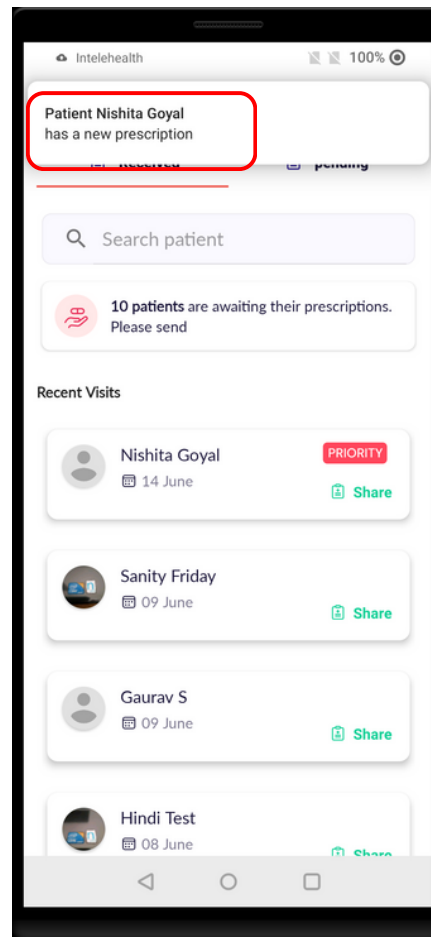 Intelehealth 100%
Patient Nishita Goyal
has a new prescription
Received pending
Search patient
10 patients are awaiting their prescriptions.
Please send
Recent Visits
Nishita Goyal PRIORITY
14 June
Share
Sanity Friday
09 June
Share
Gaurav S
09 June
Share
Hindi Test
08 June
Share